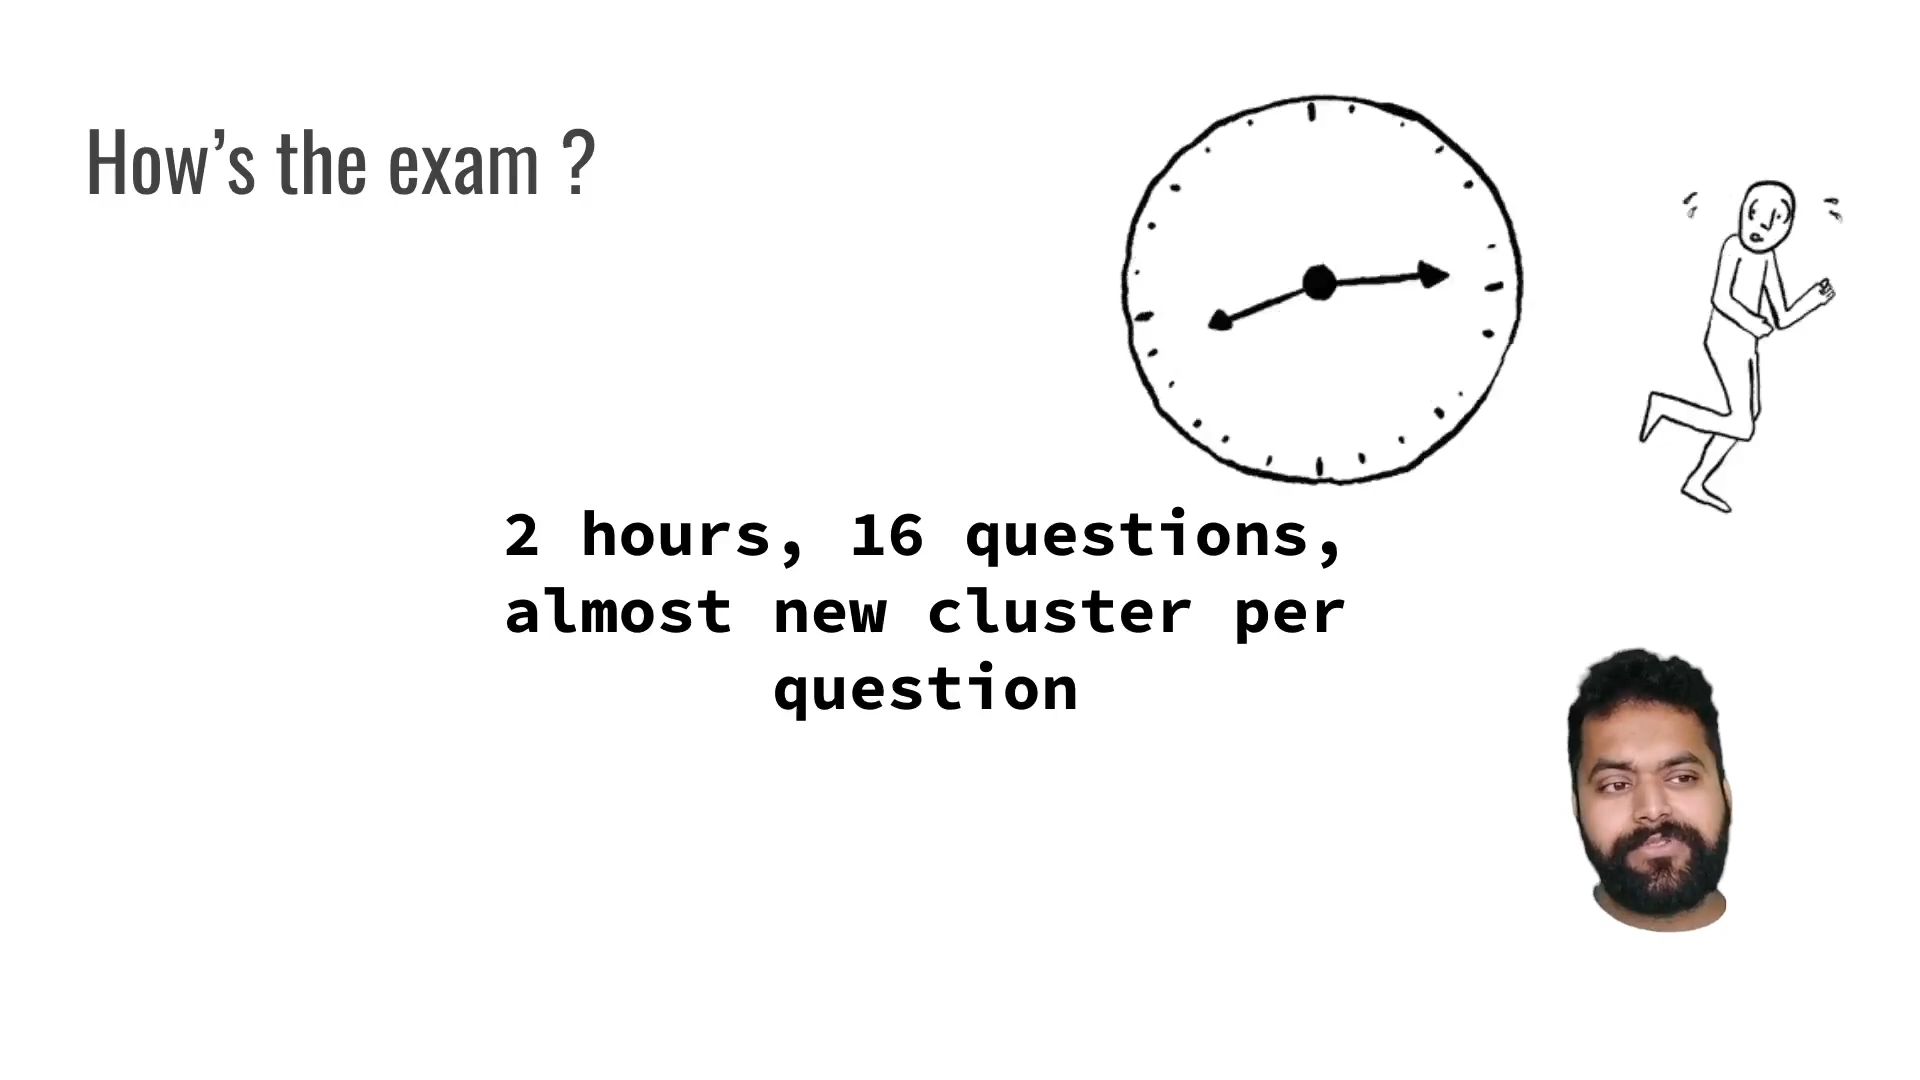 How’s the exam ?
2 hours, 16 questions,
almost new cluster per
question